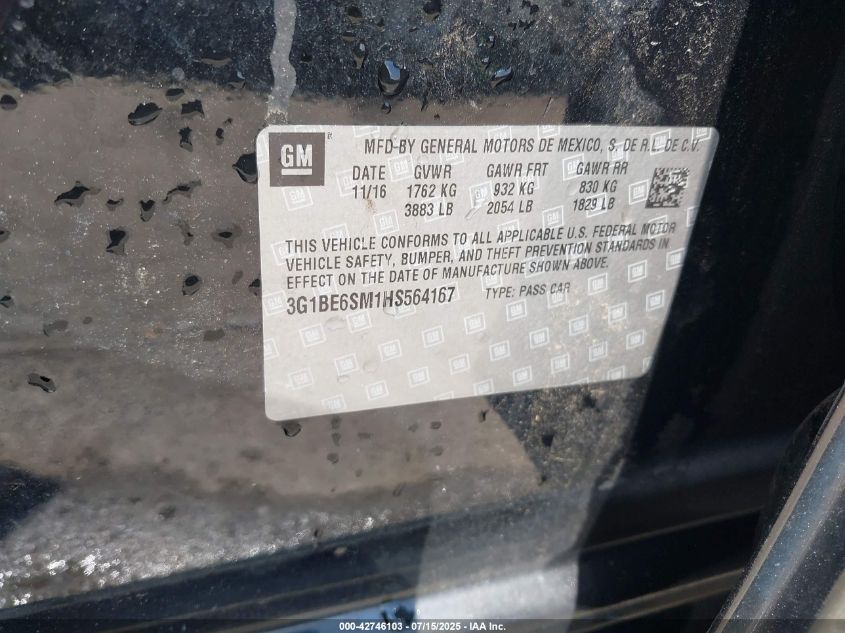 GM
MFD BY GENERAL MOTORS DE MEXICO, S. DE R.L. DE C.V.
DATE GVWR GAWR FRT GAWR RR
11/16 1762 KG 932 KG 830 KG
3883 LB 2054 LB 1829 LB
THIS VEHICLE CONFORMS TO ALL APPLICABLE U.S. FEDERAL MOTOR
VEHICLE SAFETY, BUMPER, AND THEFT PREVENTION STANDARDS IN
EFFECT ON THE DATE OF MANUFACTURE SHOWN ABOVE.
3G1BE6SM1HS564167 TYPE: PASS CAR
000-42746103 - 07/15/2025 - IAA Inc.